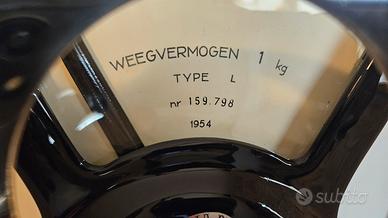 WEEGVERMOGEN 1 kg
TYPE L
nr 159.798
1954
subito